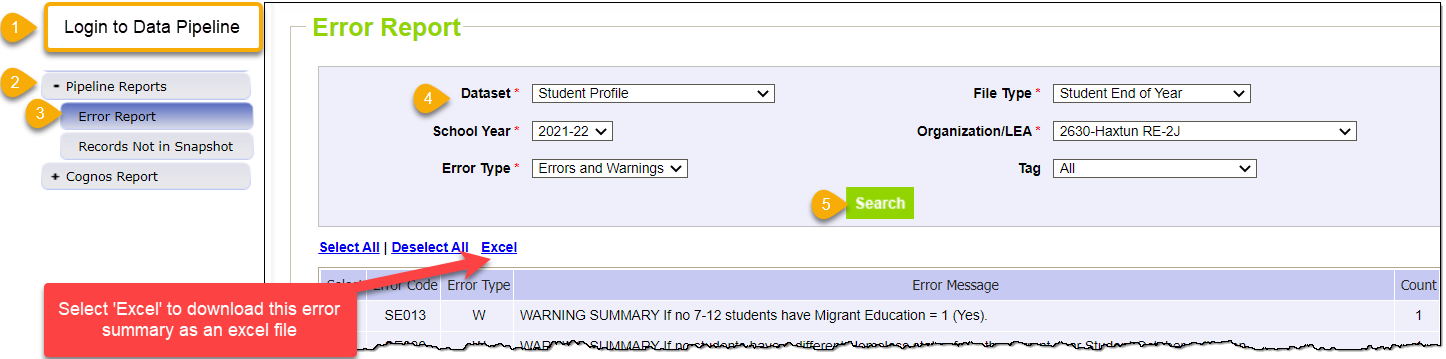 1 Login to Data Pipeline
2 - Pipeline Reports
3 Error Report
Records Not in Snapshot
+ Cognos Report
Error Report
4 Dataset * Student Profile File Type * Student End of Year
School Year * 2021-22 Organization/LEA * 2630-Haxtun RE-2J
Error Type * Errors and Warnings Tag All
5 Search
Select All | Deselect All Excel
Error Code Error Type Error Message Count
SE013 W WARNING SUMMARY If no 7-12 students have Migrant Education = 1 (Yes). 1
Select 'Excel' to download this error
summary as an excel file